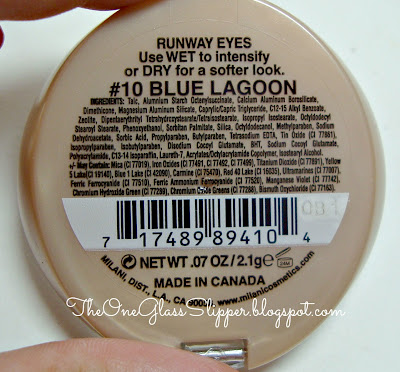 RUNWAY EYES
Use WET to intensify
or DRY for a softer look.
#10 BLUE LAGOON
INGREDIENTS: Talc, Aluminum Starch Octenylsuccinate, Calcium Aluminum Borosilicate,
Dimethicone, Magnesium Aluminum Silicate, Caprylic/Capric Triglyceride, C12-15 Alkyl Benzoate,
Zeolite, Dipentaerythrityl Tetrahydroxystearate/Tetraisostearate, Isopropyl Isostearate, Octyldodecyl
Stearoyl Stearate, Phenoxyethanol, Sorbitan Palmitate, Silica, Octyldodecanol, Methylparaben, Sodium
Dehydroacetate, Sorbic Acid, Propylparaben, Butylparaben, Tetrasodium EDTA, Tin Oxide,
Isopropylparaben, Isobutylparaben, Disodium Cocoyl Glutamate, BHT, Sodium Cocoyl Glutamate,
Polyacrylamide, C13-14 Isoparaffin, Laureth-7, Acrylates/Octylacrylamide Copolymer, Isostearyl Alcohol.
+/- May Contain: Mica (CI 77019), Iron Oxides (CI 77491, CI 77492, CI 77499), Titanium Dioxide (CI 77891), Yellow
5 Lake (CI 19140), Blue 1 Lake (CI 42090), Carmine (CI 75470), Red 40 Lake (CI 16035), Ultramarines (CI 77007),
Ferric Ferrocyanide (CI 77510), Ferric Ammonium Ferrocyanide (CI 77510), Manganese Violet (CI 77742),
Chromium Hydroxide Green (CI 77289), Chromium Oxide Greens (CI 77288), Bismuth Oxychloride (CI 77163)
7 17489 89410 4
24M
NET WT. .07 OZ/ 2.1g
MADE IN CANADA
MILANI, DIST., L.A., CA www.milanicosmetics.com
TheOneGlassSlipper.blogspot.com